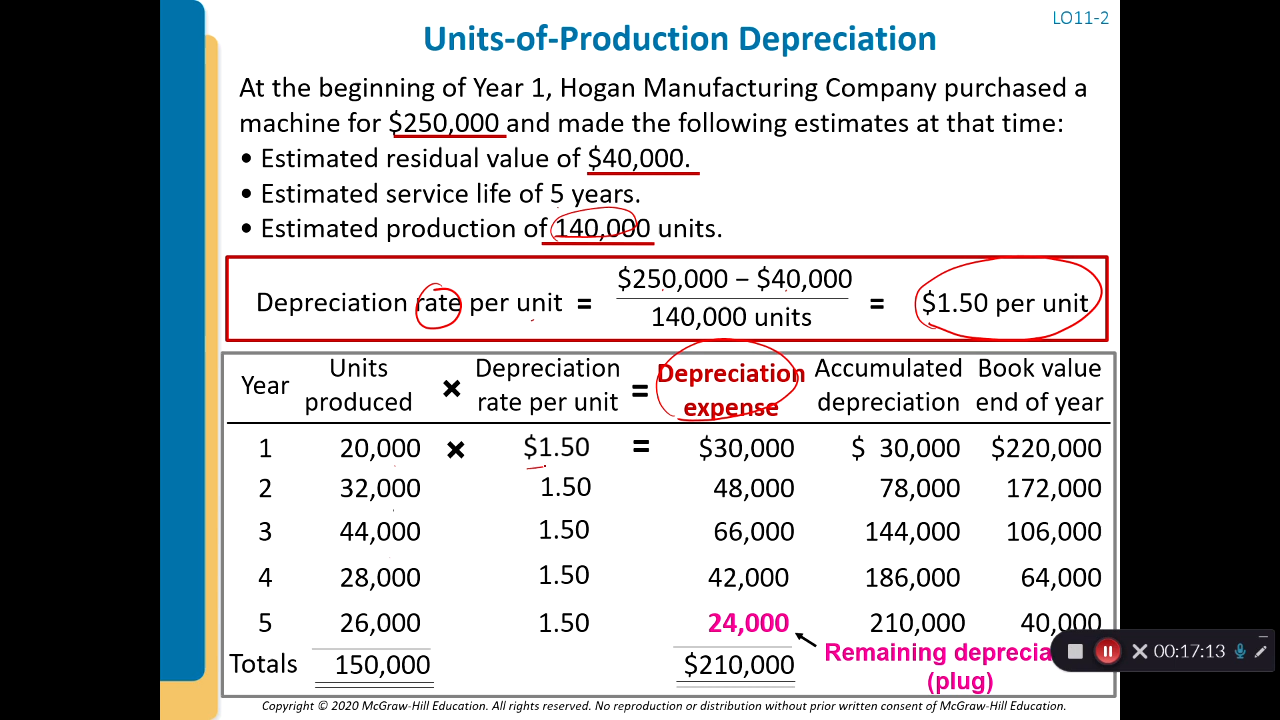 LO11-2
Units-of-Production Depreciation
At the beginning of Year 1, Hogan Manufacturing Company purchased a
machine for $250,000 and made the following estimates at that time:
• Estimated residual value of $40,000.
• Estimated service life of 5 years.
• Estimated production of 140,000 units.
$250,000 − $40,000
Depreciation rate per unit = = $1.50 per unit
140,000 units
Units Depreciation Depreciation Accumulated Book value
Year produced × rate per unit = expense depreciation end of year
1 20,000 × $1.50 = $30,000 $ 30,000 $220,000
2 32,000 1.50 48,000 78,000 172,000
3 44,000 1.50 66,000 144,000 106,000
4 28,000 1.50 42,000 186,000 64,000
5 26,000 1.50 24,000 210,000 40,000
Totals 150,000 $210,000
Remaining deprecia
(plug)
00:17:13
Copyright © 2020 McGraw-Hill Education. All rights reserved. No reproduction or distribution without prior written consent of McGraw-Hill Education.